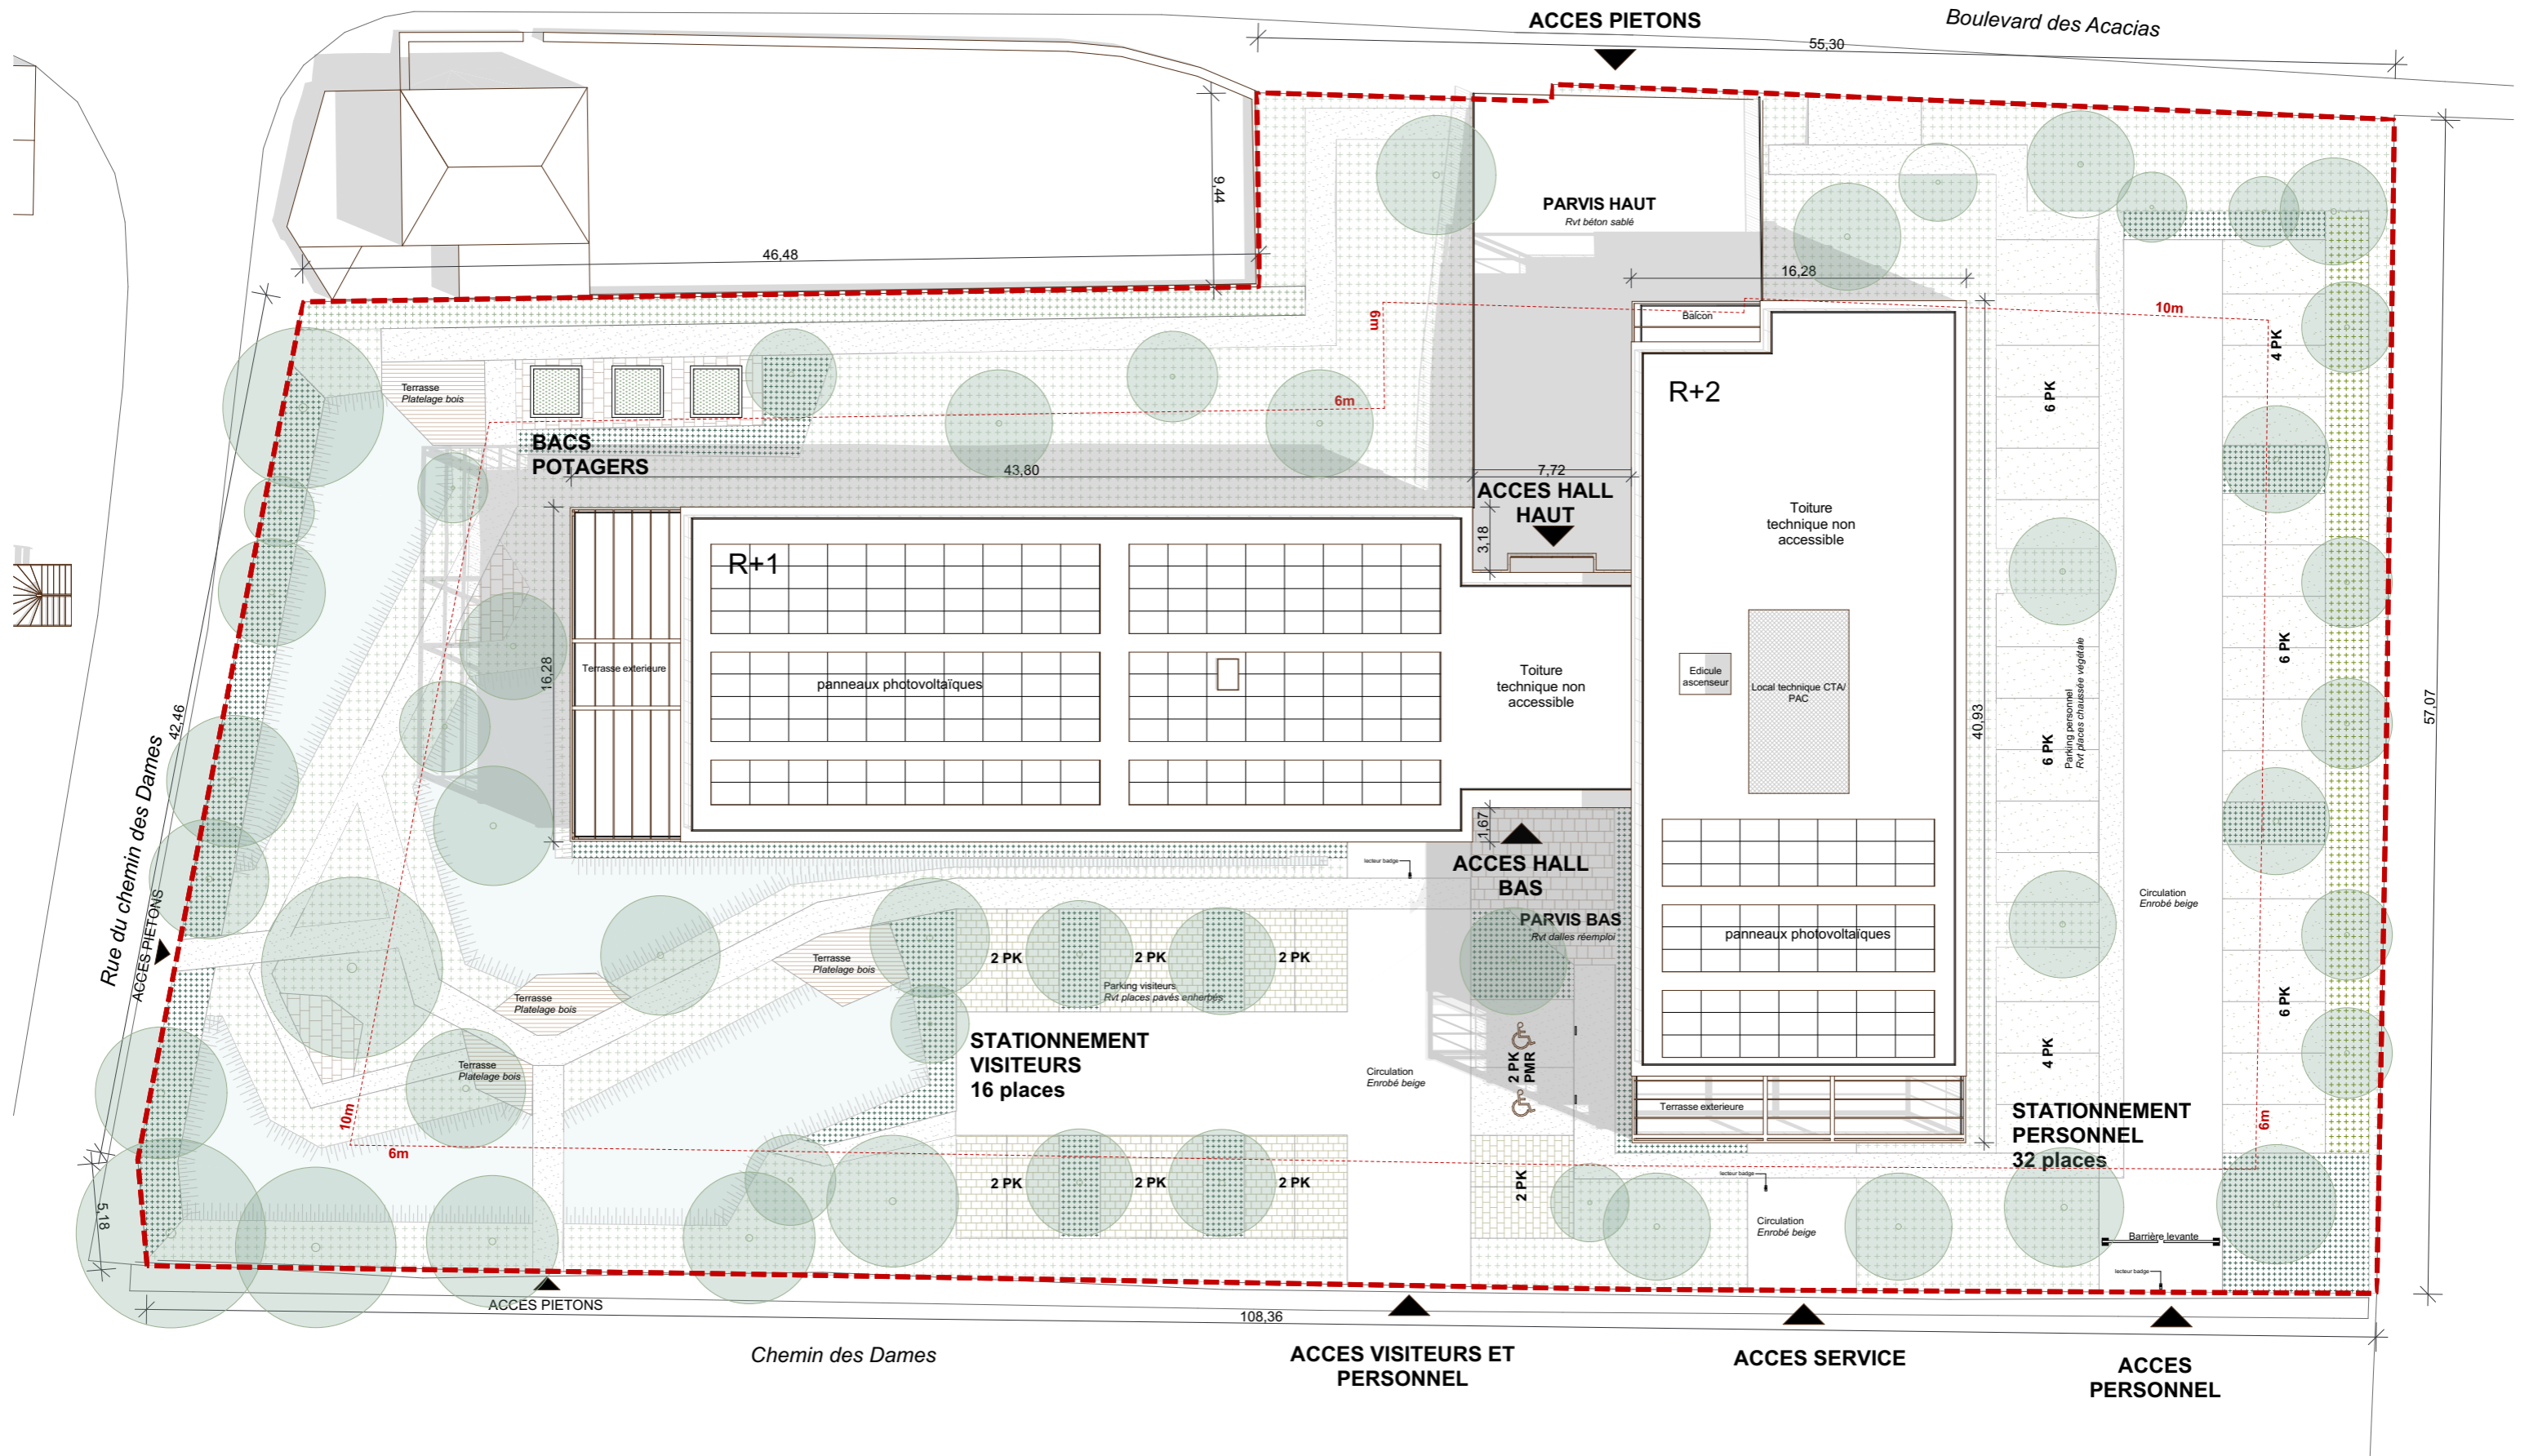 ACCES PIETONS
Boulevard des Acacias
55,30
9,44
PARVIS HAUT
Rvt béton sablé
46,48
16,28
Balcon
6m
10m
4 PK
Terrasse
Platelage bois
6m
R+2
6 PK
BACS
POTAGERS
43,80
7,72
ACCES HALL
HAUT
3,18
Toiture
technique non
accessible
R+1
16,28
Terrasse exterieure
panneaux photovoltaïques
Toiture
technique non
accessible
Edicule
ascenseur
Local technique CTA/
PAC
40,93
6 PK
Parking personnel
Rvt places chaussée végétale
6 PK
57,07
42,46
Rue du chemin des Dames
ACCES PIETONS
1,67
lecteur badge
ACCES HALL
BAS
PARVIS BAS
Rvt dalles réemploi
panneaux photovoltaïques
Circulation
Enrobé beige
Terrasse
Platelage bois
2 PK
2 PK
2 PK
Parking visiteurs
Rvt places pavés enherbés
Terrasse
Platelage bois
6 PK
STATIONNEMENT
VISITEURS
16 places
Terrasse
Platelage bois
Circulation
Enrobé beige
2 PK
PMR
4 PK
Terrasse exterieure
STATIONNEMENT
PERSONNEL
32 places
10m
6m
6m
2 PK
2 PK
2 PK
2 PK
lecteur badge
5,18
Circulation
Enrobé beige
Barrière levante
lecteur badge
ACCES PIETONS
108,36
Chemin des Dames
ACCES VISITEURS ET
PERSONNEL
ACCES SERVICE
ACCES
PERSONNEL